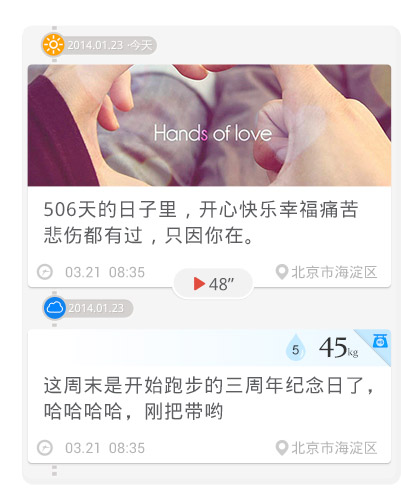 2014.01.23 ·今天
Hands of love
506天的日子里，开心快乐幸福痛苦
悲伤都有过，只因你在。
03.21 08:35
北京市海淀区
48”
2014.01.23
5
45kg
这周末是开始跑步的三周年纪念日了，
哈哈哈哈，刚把带哟
03.21 08:35
北京市海淀区